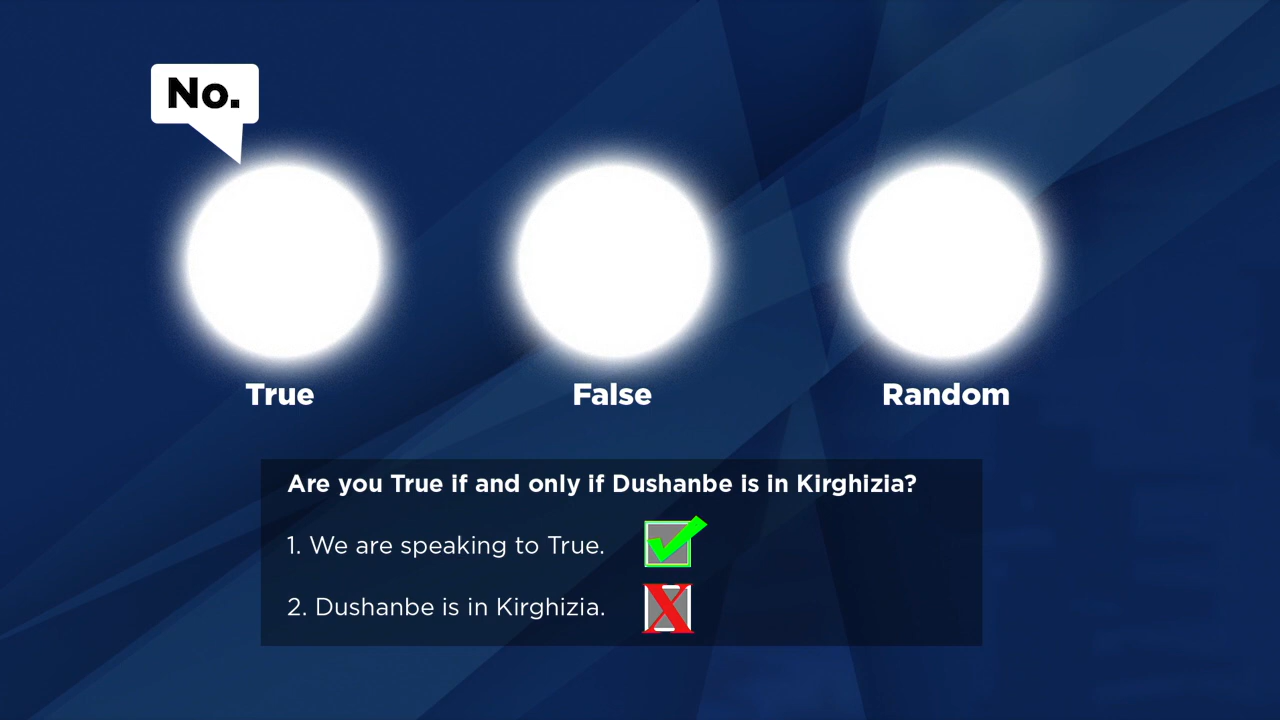 No.
True
False
Random
Are you True if and only if Dushanbe is in Kirghizia?
1. We are speaking to True.
2. Dushanbe is in Kirghizia.